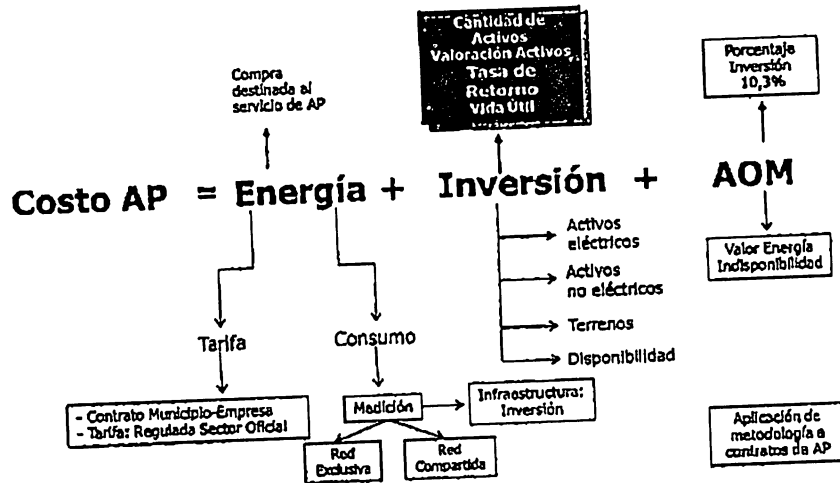 Cantidad de
Activos
Valoración Activos
Tasa de
Retorno
Vida Útil
Porcentaje
Inversión
10,3%
Compra
destinada al
servicio de AP
Costo AP = Energía + Inversión + AOM
Activos
eléctricos
Activos
no eléctricos
Terrenos
Disponibilidad
Valor Energía
Indisponibilidad
Tarifa
Consumo
- Contrato Municipio-Empresa
- Tarifa: Regulada Sector Oficial
Medición
Infraestructura:
Inversión
Red
Exclusiva
Red
Compartida
Aplicación de
metodología a
contratos de AP